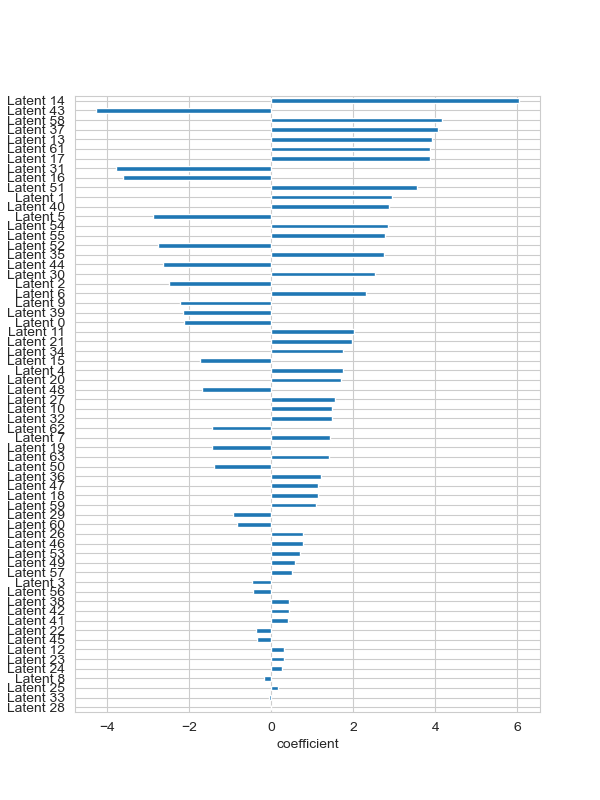 Latent 14
Latent 43
Latent 58
Latent 37
Latent 13
Latent 61
Latent 17
Latent 31
Latent 16
Latent 51
Latent 1
Latent 40
Latent 5
Latent 54
Latent 55
Latent 52
Latent 35
Latent 44
Latent 30
Latent 2
Latent 6
Latent 9
Latent 39
Latent 0
Latent 11
Latent 21
Latent 34
Latent 15
Latent 4
Latent 20
Latent 48
Latent 27
Latent 10
Latent 32
Latent 62
Latent 7
Latent 19
Latent 63
Latent 50
Latent 36
Latent 47
Latent 18
Latent 59
Latent 29
Latent 60
Latent 26
Latent 46
Latent 53
Latent 49
Latent 57
Latent 3
Latent 56
Latent 38
Latent 42
Latent 41
Latent 22
Latent 45
Latent 12
Latent 23
Latent 24
Latent 8
Latent 25
Latent 33
Latent 28
−4 −2 0 2 4 6
coefficient